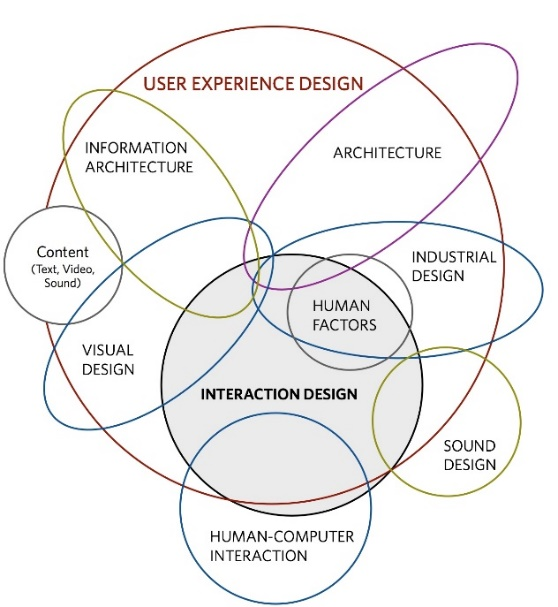 USER EXPERIENCE DESIGN
INFORMATION
ARCHITECTURE
ARCHITECTURE
Content
(Text, Video,
Sound)
INDUSTRIAL
DESIGN
HUMAN
FACTORS
VISUAL
DESIGN
INTERACTION DESIGN
SOUND
DESIGN
HUMAN-COMPUTER
INTERACTION